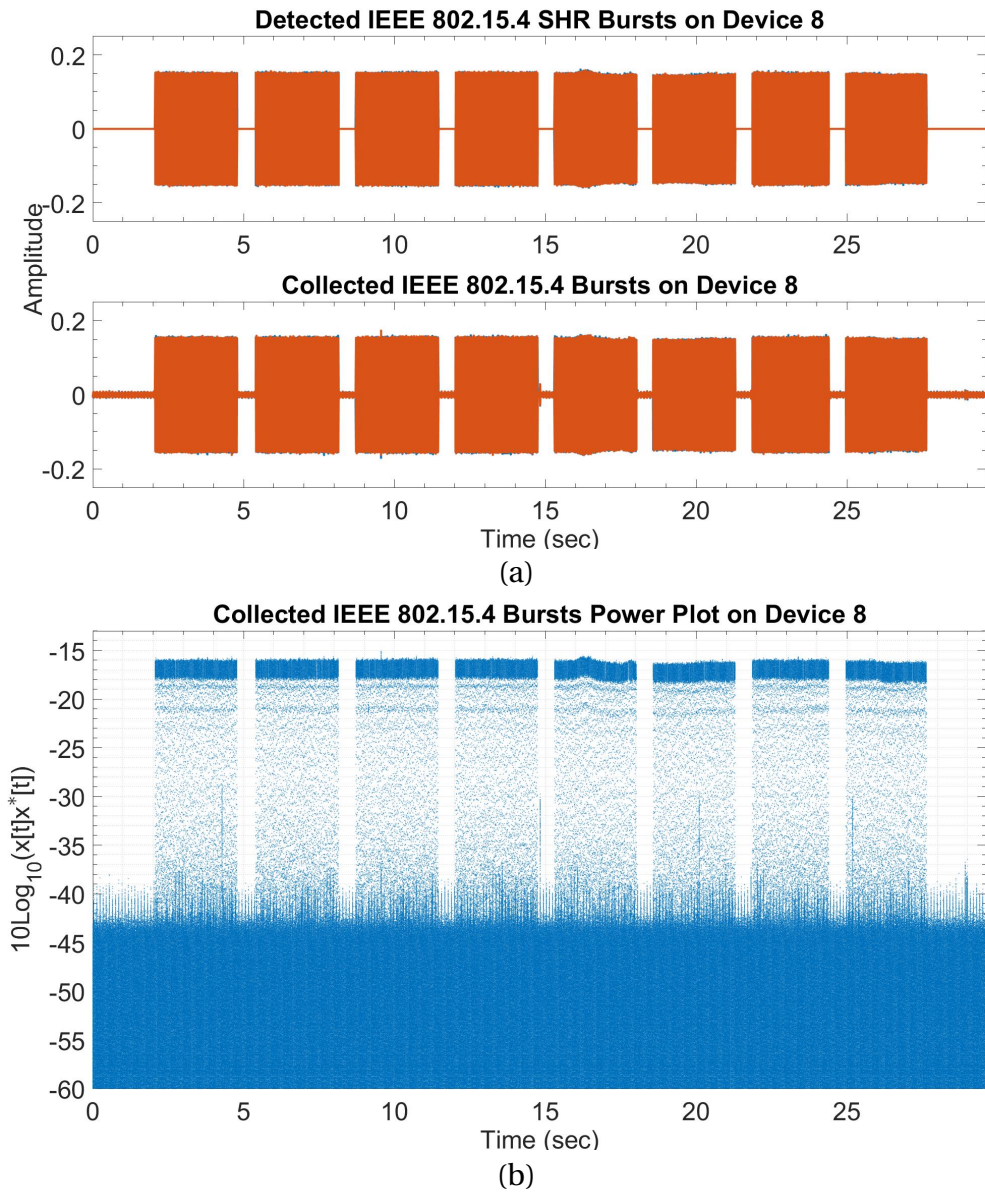 Detected IEEE 802.15.4 SHR Bursts on Device 8
0.2
0
-0.2
0 5 10 15 20 25
Amplitude
Collected IEEE 802.15.4 Bursts on Device 8
0.2
0
-0.2
0 5 10 15 20 25
Time (sec)
(a)
Collected IEEE 802.15.4 Bursts Power Plot on Device 8
-15
-20
-25
-30
-35
-40
-45
-50
-55
-60
10Log10(x[t]x*[t])
0 5 10 15 20 25
Time (sec)
(b)